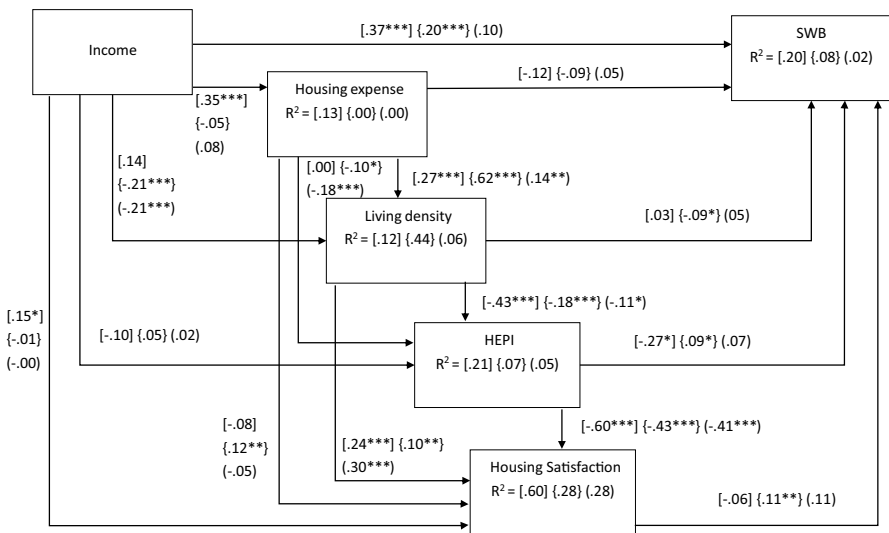 Income
[.37***] {.20***} (.10)
SWB
R² = [.20] {.08} (.02)
[.35***]
{-.05}
(.08)
Housing expense
R² = [.13] {.00} (.00)
[-.12] {-.09} (.05)
[.14]
{-.21***}
(-.21***)
[.00] {-.10*}
(-.18***)
[.27***] {.62***} (.14**)
Living density
R² = [.12] {.44} (.06)
[.03] {-.09*} (05)
[-.43***] {-.18***} (-.11*)
[.15*]
{-.01}
(-.00)
[-.10] {.05} (.02)
HEPI
R² = [.21] {.07} (.05)
[-.27*] {.09*} (.07)
[-.60***] {-.43***} (-.41***)
[-.08]
{.12**}
(-.05)
[.24***] {.10**}
(.30***)
Housing Satisfaction
R² = [.60] {.28} (.28)
[-.06] {.11**} (.11)